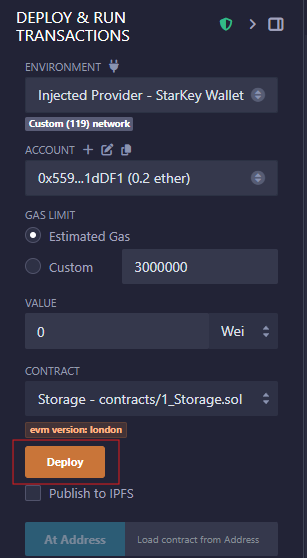 DEPLOY & RUN
TRANSACTIONS
ENVIRONMENT
Injected Provider - StarKey Wallet
Custom (119) network
ACCOUNT
0x559...1dDF1 (0.2 ether)
GAS LIMIT
Estimated Gas
Custom 3000000
VALUE
0 Wei
CONTRACT
Storage - contracts/1_Storage.sol
evm version: london
Deploy
Publish to IPFS
At Address Load contract from Address